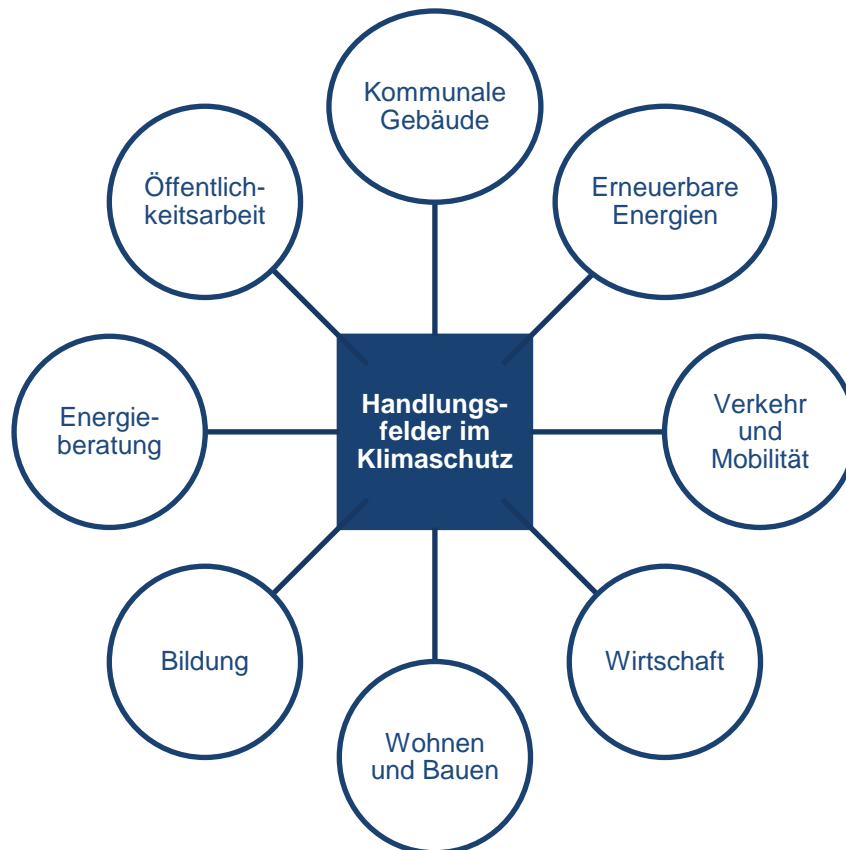 Kommunale
Gebäude
Öffentlich-
keitsarbeit
Erneuerbare
Energien
Energie-
beratung
Handlungs-
felder im
Klimaschutz
Verkehr
und
Mobilität
Bildung
Wirtschaft
Wohnen
und Bauen